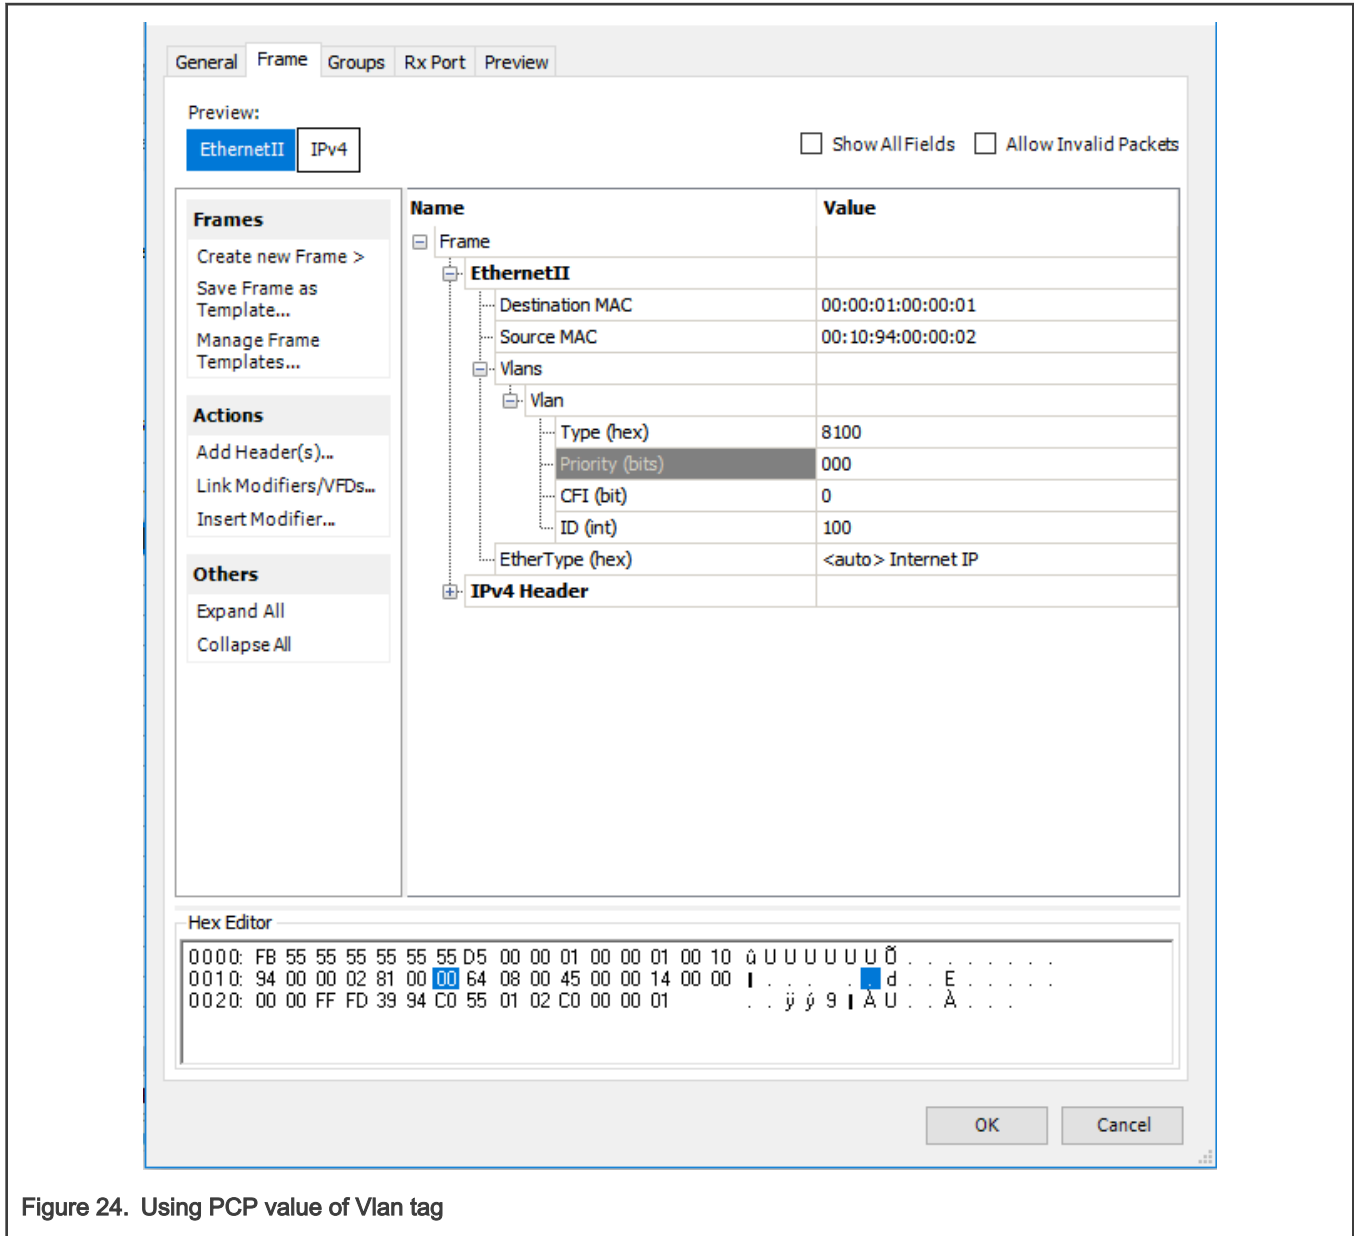 General Frame Groups Rx Port Preview
Preview:
EthernetII IPv4
Show All Fields Allow Invalid Packets
Frames
Create new Frame >
Save Frame as
Template...
Manage Frame
Templates...
Actions
Add Header(s)...
Link Modifiers/VFDs...
Insert Modifier...
Others
Expand All
Collapse All
Name Value
Frame
EthernetII
Destination MAC 00:00:01:00:00:01
Source MAC 00:10:94:00:00:02
Vlans
Vlan
Type (hex) 8100
Priority (bits) 000
CFI (bit) 0
ID (int) 100
EtherType (hex) <auto> Internet IP
IPv4 Header
Hex Editor
0000: FB 55 55 55 55 55 55 D5 00 00 01 00 00 01 00 10 û U U U U U U Õ . . . . . . . .
0010: 94 00 00 02 81 00 00 64 08 00 45 00 00 14 00 00 . . . . . d . . E . . . . .
0020: 00 00 FF FD 39 94 C0 55 01 02 C0 00 00 01 . . ÿ ý 9 À U . . À . . .
OK Cancel
Figure 24. Using PCP value of Vlan tag